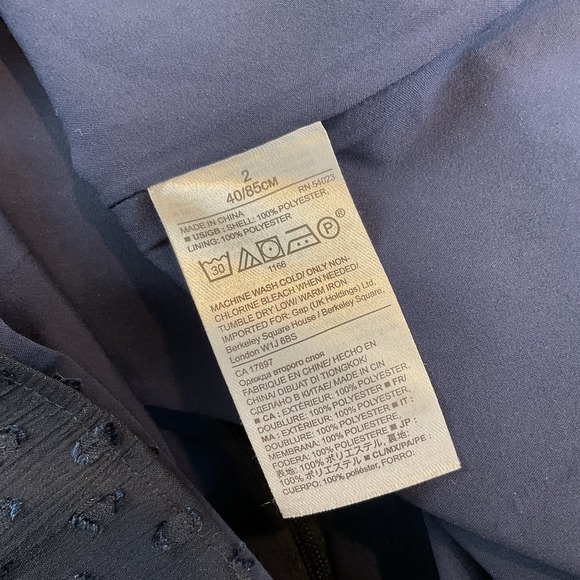 2
40/85CM
MADE IN CHINA RN 54023
■ US/GB : SHELL: 100% POLYESTER,
LINING: 100% POLYESTER
30 P®
1166
MACHINE WASH COLD/ ONLY NON-
CHLORINE BLEACH WHEN NEEDED/
TUMBLE DRY LOW/ WARM IRON
IMPORTED FOR: Gap (UK Holdings) Ltd.
Berkeley Square House / Berkeley Square,
London W1J 6BS
CA 17897
Одежда второго слоя
FABRIQUE EN CHINE/ HECHO EN
CHINA/ DIBUAT DI TIONGKOK/
СДЕЛАНО В КИТАЕ/ MADE IN CIN
■ CA : EXTÉRIEUR: 100% POLYESTER,
DOUBLURE: 100% POLYESTER ■ FR/
MA : EXTÉRIEUR: 100% POLYESTER,
DOUBLURE: 100% POLYESTER ■ IT :
MEMBRANA: 100% POLIESTERE,
FODERA: 100% POLIESTERE ■ JP :
表地: 100% ポリエステル, 裏地:
100% ポリエステル ■ CL/MX/PA/PE :
CUERPO: 100% poliéster, FORRO: